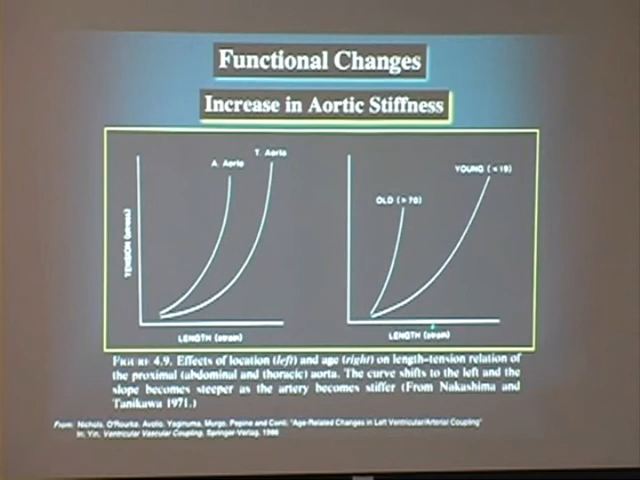 Functional Changes
Increase in Aortic Stiffness
A. Aorta
T. Aorta
TENSION (stress)
LENGTH (strain)
YOUNG (<19)
OLD (>70)
LENGTH (strain)
FIGURE 4.9. Effects of location (left) and age (right) on length–tension relation of
the proximal (abdominal and thoracic) aorta. The curve shifts to the left and the
slope becomes steeper as the artery becomes stiffer (From Nakashima and
Tanikawa 1971.)
From: Nichols, O'Rourke, Avolio, Yaginuma, Murgo, Pepine and Conti: "Age-Related Changes in Left Ventricular/Arterial Coupling"
In: Yin, Ventricular Vascular Coupling, Springer-Verlag, 1986